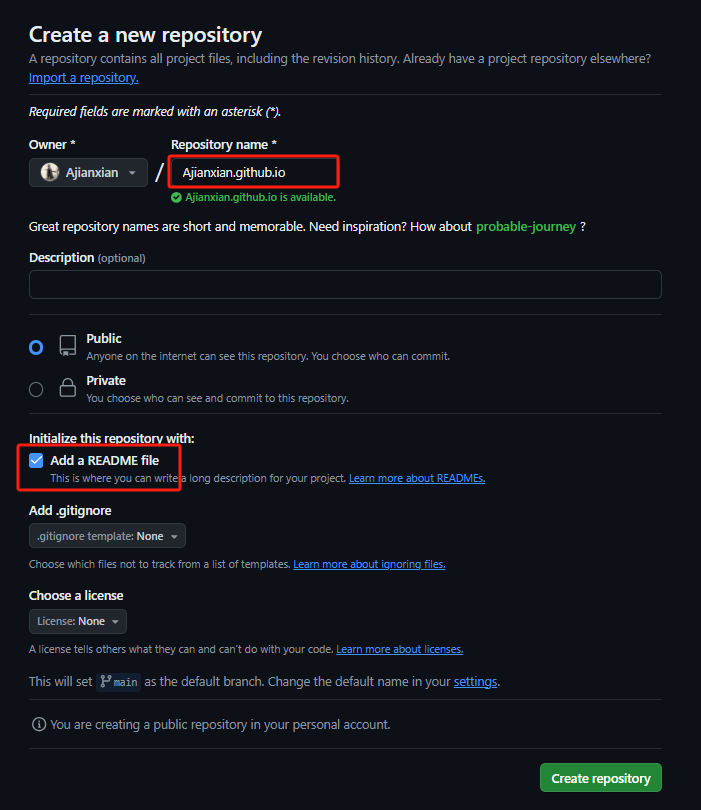 Create a new repository
A repository contains all project files, including the revision history. Already have a project repository elsewhere?
Import a repository.
Required fields are marked with an asterisk (*).
Owner *
Repository name *
Ajianxian
/
Ajianxian.github.io
Ajianxian.github.io is available.
Great repository names are short and memorable. Need inspiration? How about probable-journey ?
Description (optional)
Public
Anyone on the internet can see this repository. You choose who can commit.
Private
You choose who can see and commit to this repository.
Initialize this repository with:
Add a README file
This is where you can write a long description for your project. Learn more about READMEs.
Add .gitignore
.gitignore template: None
Choose which files not to track from a list of templates. Learn more about ignoring files.
Choose a license
License: None
A license tells others what they can and can't do with your code. Learn more about licenses.
This will set main as the default branch. Change the default name in your settings.
You are creating a public repository in your personal account.
Create repository